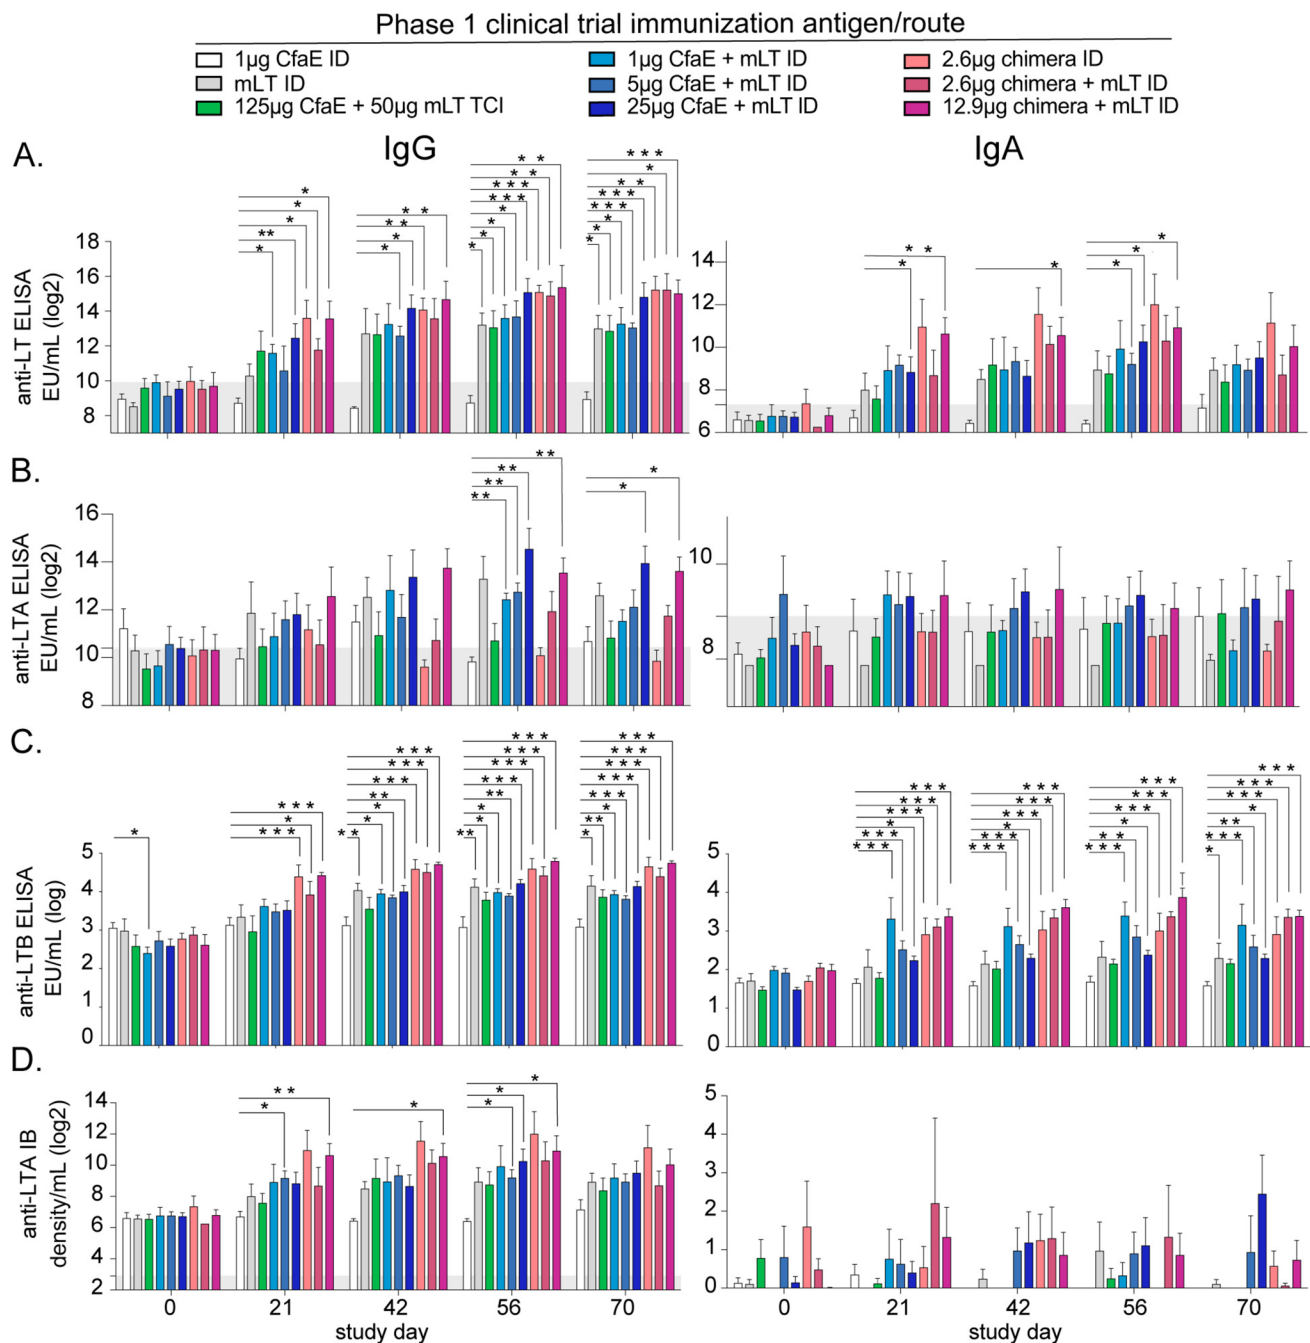 Phase 1 clinical trial immunization antigen/route
1µg CfaE ID
1µg CfaE + mLT ID
2.6µg chimera ID
mLT ID
5µg CfaE + mLT ID
2.6µg chimera + mLT ID
125µg CfaE + 50µg mLT TCI
25µg CfaE + mLT ID
12.9µg chimera + mLT ID
A.
IgG
IgA
anti-LT ELISA
EU/mL (log2)
18
16
14
12
10
8
* * * * **
* * * * * *
* * * * * * * * * * * * * * * *
* * * * * * * * * * * * * * *
14
12
10
8
6
* * *
*
* * *
B.
anti-LTA ELISA
EU/mL (log2)
16
14
12
10
8
** ** ** **
* *
10
8
C.
anti-LTB ELISA
EU/mL (log)
5
4
3
2
1
0
*
* * * * * * *
5
4
3
2
1
0
D.
anti-LTA IB
density/mL (log2)
14
12
10
8
6
4
2
* * *
*
* * *
5
4
3
2
1
0
0 21 42 56 70
study day
0 21 42 56 70
study day